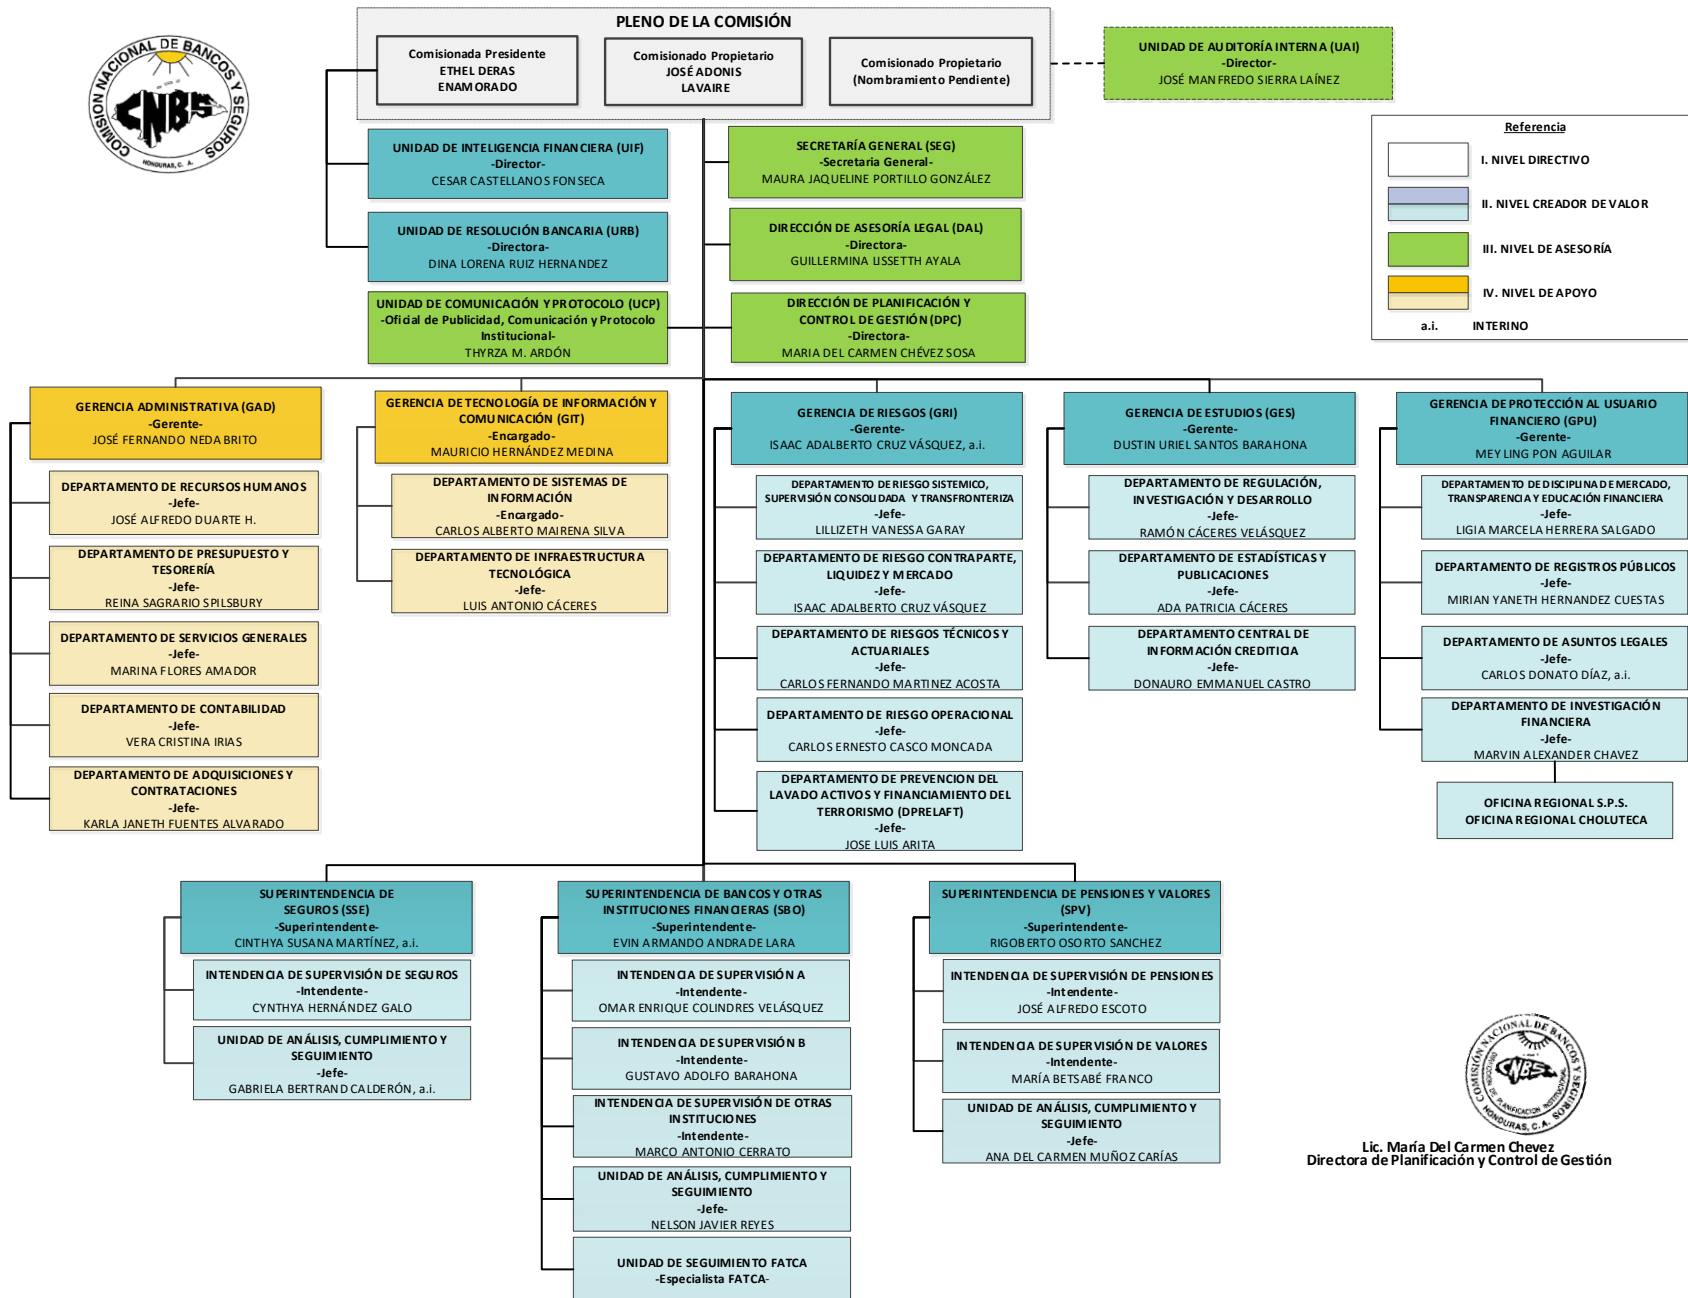 PLENO DE LA COMISIÓN
Comisionada Presidente
ETHEL DERAS
ENAMORADO
Comisionado Propietario
JOSÉ ADONIS
LAVAIRE
Comisionado Propietario
(Nombramiento Pendiente)
UNIDAD DE AUDITORÍA INTERNA (UAI)
-Director-
JOSÉ MANFREDO SIERRA LAÍNEZ
COMISION NACIONAL DE BANCOS Y SEGUROS
CNBS
HONDURAS, C. A.
Referencia
I. NIVEL DIRECTIVO
II. NIVEL CREADOR DE VALOR
III. NIVEL DE ASESORÍA
IV. NIVEL DE APOYO
a.i. INTERINO
UNIDAD DE INTELIGENCIA FINANCIERA (UIF)
-Director-
CESAR CASTELLANOS FONSECA
SECRETARÍA GENERAL (SEG)
-Secretaria General-
MAURA JAQUELINE PORTILLO GONZÁLEZ
UNIDAD DE RESOLUCIÓN BANCARIA (URB)
-Directora-
DINA LORENA RUIZ HERNANDEZ
DIRECCIÓN DE ASESORÍA LEGAL (DAL)
-Directora-
GUILLERMINA LISSETTH AYALA
UNIDAD DE COMUNICACIÓN Y PROTOCOLO (UCP)
-Oficial de Publicidad, Comunicación y Protocolo
Institucional-
THYRZA M. ARDÓN
DIRECCIÓN DE PLANIFICACIÓN Y
CONTROL DE GESTIÓN (DPC)
-Directora-
MARIA DEL CARMEN CHÉVEZ SOSA
GERENCIA ADMINISTRATIVA (GAD)
-Gerente-
JOSÉ FERNANDO NEDA BRITO
DEPARTAMENTO DE RECURSOS HUMANOS
-Jefe-
JOSÉ ALFREDO DUARTE H.
DEPARTAMENTO DE PRESUPUESTO Y
TESORERÍA
-Jefe-
REINA SAGRARIO SPILSBURY
DEPARTAMENTO DE SERVICIOS GENERALES
-Jefe-
MARINA FLORES AMADOR
DEPARTAMENTO DE CONTABILIDAD
-Jefe-
VERA CRISTINA IRIAS
DEPARTAMENTO DE ADQUISICIONES Y
CONTRATACIONES
-Jefe-
KARLA JANETH FUENTES ALVARADO
GERENCIA DE TECNOLOGÍA DE INFORMACIÓN Y
COMUNICACIÓN (GIT)
-Encargado-
MAURICIO HERNÁNDEZ MEDINA
DEPARTAMENTO DE SISTEMAS DE
INFORMACIÓN
-Encargado-
CARLOS ALBERTO MAIRENA SILVA
DEPARTAMENTO DE INFRAESTRUCTURA
TECNOLÓGICA
-Jefe-
LUIS ANTONIO CÁCERES
GERENCIA DE RIESGOS (GRI)
-Gerente-
ISAAC ADALBERTO CRUZ VÁSQUEZ, a.i.
DEPARTAMENTO DE RIESGO SISTEMICO,
SUPERVISIÓN CONSOLIDADA Y TRANSFRONTERIZA
-Jefe-
LILLIZETH VANESSA GARAY
DEPARTAMENTO DE RIESGO CONTRAPARTE,
LIQUIDEZ Y MERCADO
-Jefe-
ISAAC ADALBERTO CRUZ VÁSQUEZ
DEPARTAMENTO DE RIESGOS TÉCNICOS Y
ACTUARIALES
-Jefe-
CARLOS FERNANDO MARTINEZ ACOSTA
DEPARTAMENTO DE RIESGO OPERACIONAL
-Jefe-
CARLOS ERNESTO CASCO MONCADA
DEPARTAMENTO DE PREVENCION DEL
LAVADO ACTIVOS Y FINANCIAMIENTO DEL
TERRORISMO (DPRELAFT)
-Jefe-
JOSE LUIS ARITA
GERENCIA DE ESTUDIOS (GES)
-Gerente-
DUSTIN URIEL SANTOS BARAHONA
DEPARTAMENTO DE REGULACIÓN,
INVESTIGACIÓN Y DESARROLLO
-Jefe-
RAMÓN CÁCERES VELÁSQUEZ
DEPARTAMENTO DE ESTADÍSTICAS Y
PUBLICACIONES
-Jefe-
ADA PATRICIA CÁCERES
DEPARTAMENTO CENTRAL DE
INFORMACIÓN CREDITICIA
-Jefe-
DONAURO EMMANUEL CASTRO
GERENCIA DE PROTECCIÓN AL USUARIO
FINANCIERO (GPU)
-Gerente-
MEY LING PON AGUILAR
DEPARTAMENTO DE DISCIPLINA DE MERCADO,
TRANSPARENCIA Y EDUCACIÓN FINANCIERA
-Jefe-
LIGIA MARCELA HERRERA SALGADO
DEPARTAMENTO DE REGISTROS PÚBLICOS
-Jefe-
MIRIAN YANETH HERNANDEZ CUESTAS
DEPARTAMENTO DE ASUNTOS LEGALES
-Jefe-
CARLOS DONATO DÍAZ, a.i.
DEPARTAMENTO DE INVESTIGACIÓN
FINANCIERA
-Jefe-
MARVIN ALEXANDER CHAVEZ
OFICINA REGIONAL S.P.S.
OFICINA REGIONAL CHOLUTECA
SUPERINTENDENCIA DE
SEGUROS (SSE)
-Superintendente-
CINTHYA SUSANA MARTÍNEZ, a.i.
INTENDENCIA DE SUPERVISIÓN DE SEGUROS
-Intendente-
CYNTHYA HERNÁNDEZ GALO
UNIDAD DE ANÁLISIS, CUMPLIMIENTO Y
SEGUIMIENTO
-Jefe-
GABRIELA BERTRAND CALDERÓN, a.i.
SUPERINTENDENCIA DE BANCOS Y OTRAS
INSTITUCIONES FINANCIERAS (SBO)
-Superintendente-
EVIN ARMANDO ANDRADE LARA
INTENDENCIA DE SUPERVISIÓN A
-Intendente-
OMAR ENRIQUE COLINDRES VELÁSQUEZ
INTENDENCIA DE SUPERVISIÓN B
-Intendente-
GUSTAVO ADOLFO BARAHONA
INTENDENCIA DE SUPERVISIÓN DE OTRAS
INSTITUCIONES
-Intendente-
MARCO ANTONIO CERRATO
UNIDAD DE ANÁLISIS, CUMPLIMIENTO Y
SEGUIMIENTO
-Jefe-
NELSON JAVIER REYES
UNIDAD DE SEGUIMIENTO FATCA
-Especialista FATCA-
SUPERINTENDENCIA DE PENSIONES Y VALORES
(SPV)
-Superintendente-
RIGOBERTO OSORTO SANCHEZ
INTENDENCIA DE SUPERVISIÓN DE PENSIONES
-Intendente-
JOSÉ ALFREDO ESCOTO
INTENDENCIA DE SUPERVISIÓN DE VALORES
-Intendente-
MARÍA BETSABÉ FRANCO
UNIDAD DE ANÁLISIS, CUMPLIMIENTO Y
SEGUIMIENTO
-Jefe-
ANA DEL CARMEN MUÑOZ CARÍAS
COMISIÓN NACIONAL DE BANCOS Y SEGUROS
CNBS
DE PLANIFICACION INSTITUCIONAL
HONDURAS, C. A.
Lic. María Del Carmen Chevez
Directora de Planificación y Control de Gestión